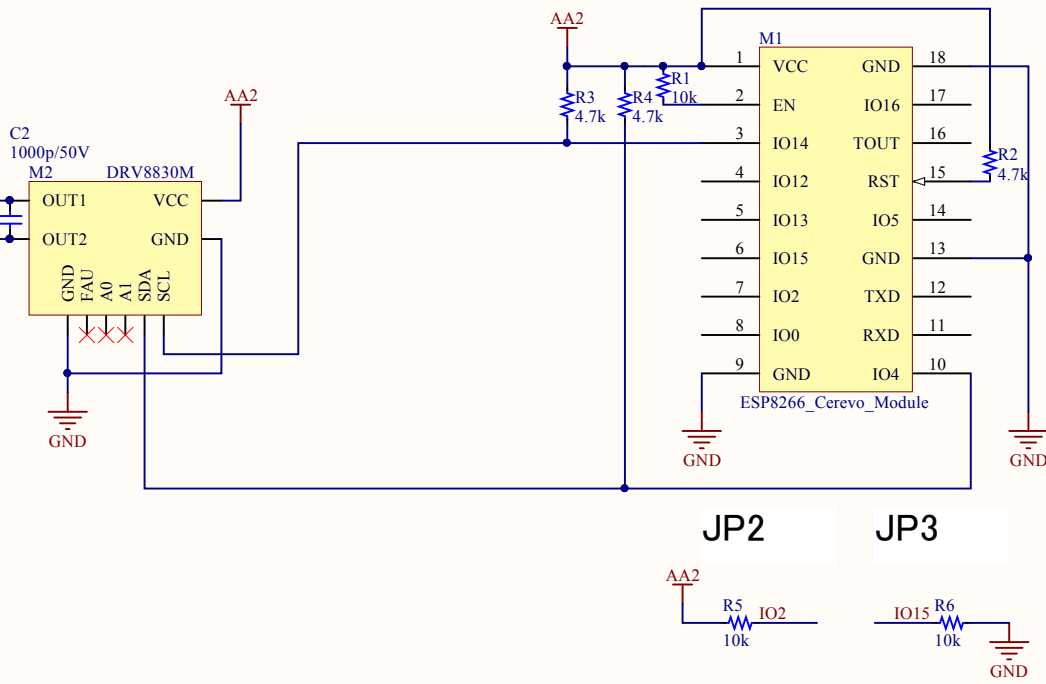 AA2
M1
1
VCC
GND
18
R1
10k
2
EN
IO16
17
R3
4.7k
R4
4.7k
3
IO14
TOUT
16
R2
4.7k
4
IO12
RST
15
5
IO13
IO5
14
6
IO15
GND
13
7
IO2
TXD
12
8
IO0
RXD
11
9
GND
IO4
10
ESP8266_Cerevo_Module
GND
GND
AA2
C2
1000p/50V
M2
DRV8830M
OUT1
VCC
OUT2
GND
GND
FAU
A0
A1
SDA
SCL
GND
JP2
JP3
AA2
R5
IO2
10k
IO15
R6
10k
GND